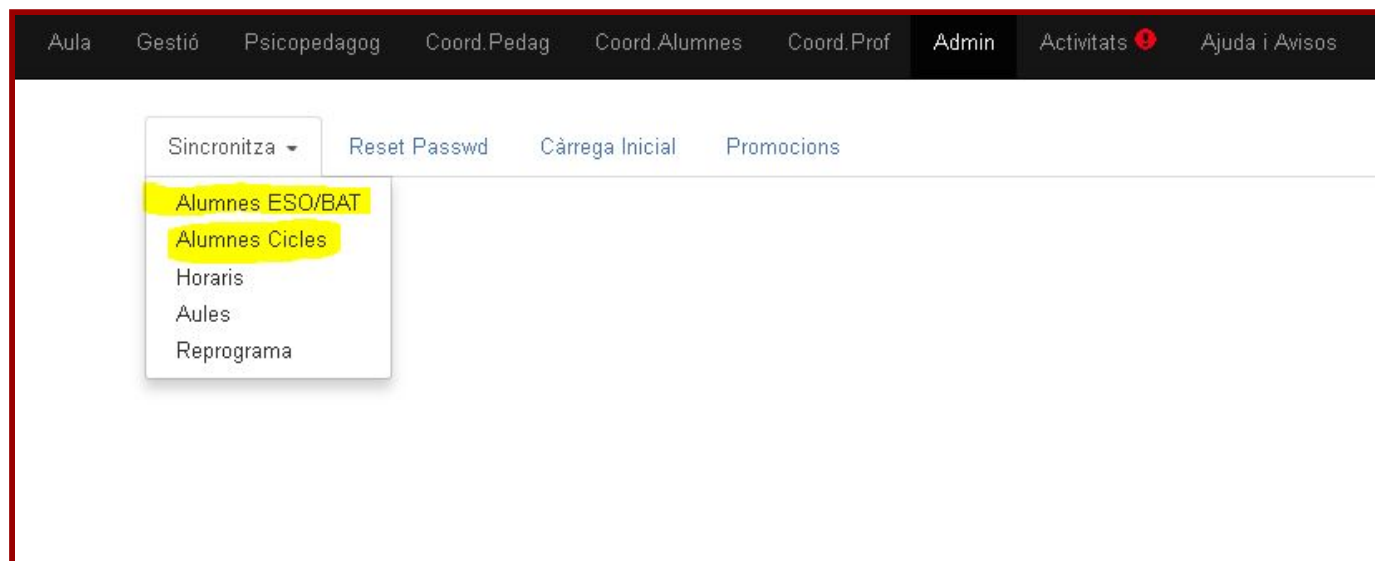 Aula Gestió Psicopedagog Coord.Pedag Coord.Alumnes Coord.Prof Admin Activitats Ajuda i Avisos
Sincronitza Reset Passwd Càrrega Inicial Promocions
Alumnes ESO/BAT
Alumnes Cicles
Horaris
Aules
Reprograma